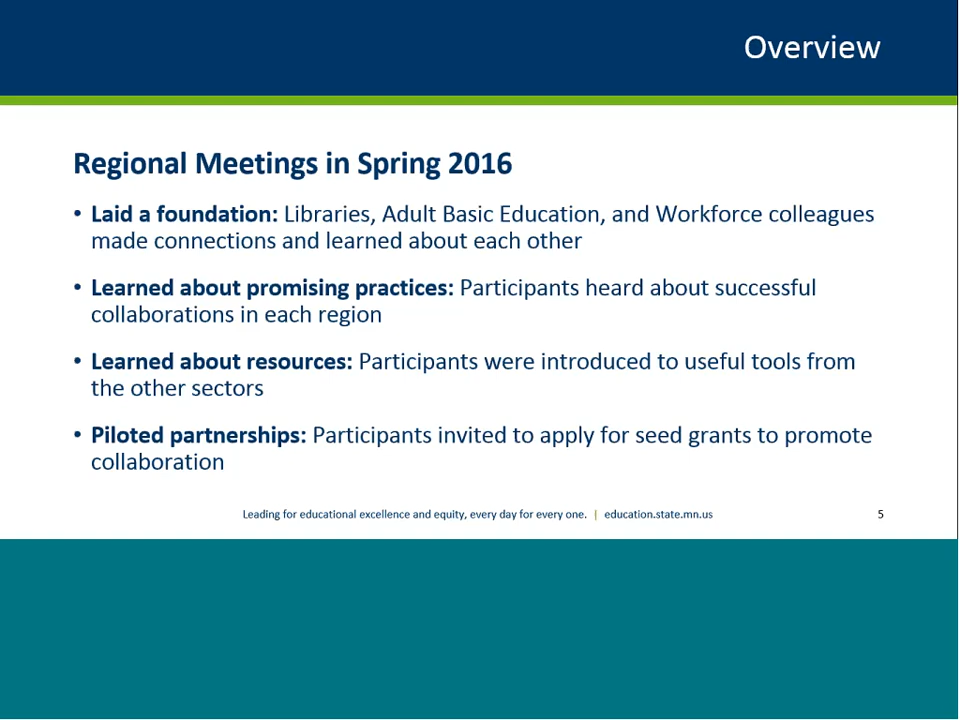 Overview
Regional Meetings in Spring 2016
• Laid a foundation: Libraries, Adult Basic Education, and Workforce colleagues
made connections and learned about each other
• Learned about promising practices: Participants heard about successful
collaborations in each region
• Learned about resources: Participants were introduced to useful tools from
the other sectors
• Piloted partnerships: Participants invited to apply for seed grants to promote
collaboration
Leading for educational excellence and equity, every day for every one. | education.state.mn.us 5